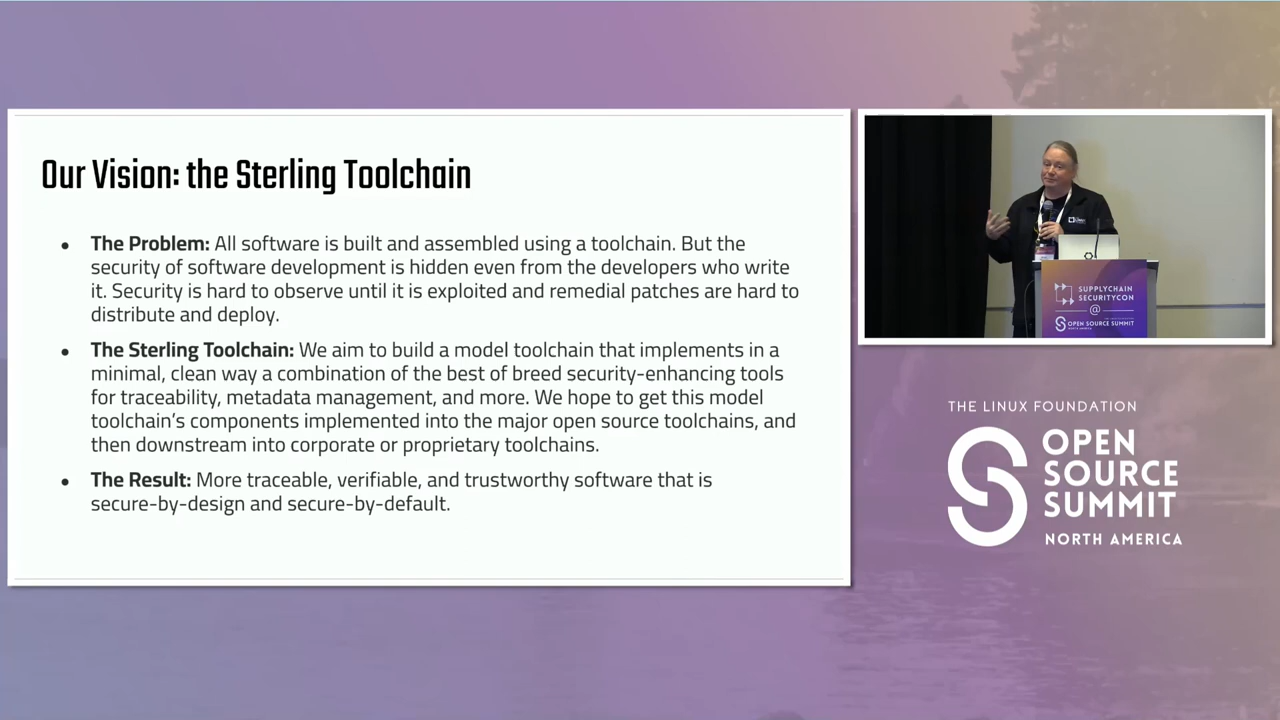 Our Vision: the Sterling Toolchain
● The Problem: All software is built and assembled using a toolchain. But the
security of software development is hidden even from the developers who write
it. Security is hard to observe until it is exploited and remedial patches are hard to
distribute and deploy.
● The Sterling Toolchain: We aim to build a model toolchain that implements in a
minimal, clean way a combination of the best of breed security-enhancing tools
for traceability, metadata management, and more. We hope to get this model
toolchain’s components implemented into the major open source toolchains, and
then downstream into corporate or proprietary toolchains.
● The Result: More traceable, verifiable, and trustworthy software that is
secure-by-design and secure-by-default.
SUPPLYCHAIN
SECURITYCON
@
OPEN SOURCE SUMMIT
NORTH AMERICA
THE LINUX FOUNDATION
OPEN
SOURCE
SUMMIT
NORTH AMERICA